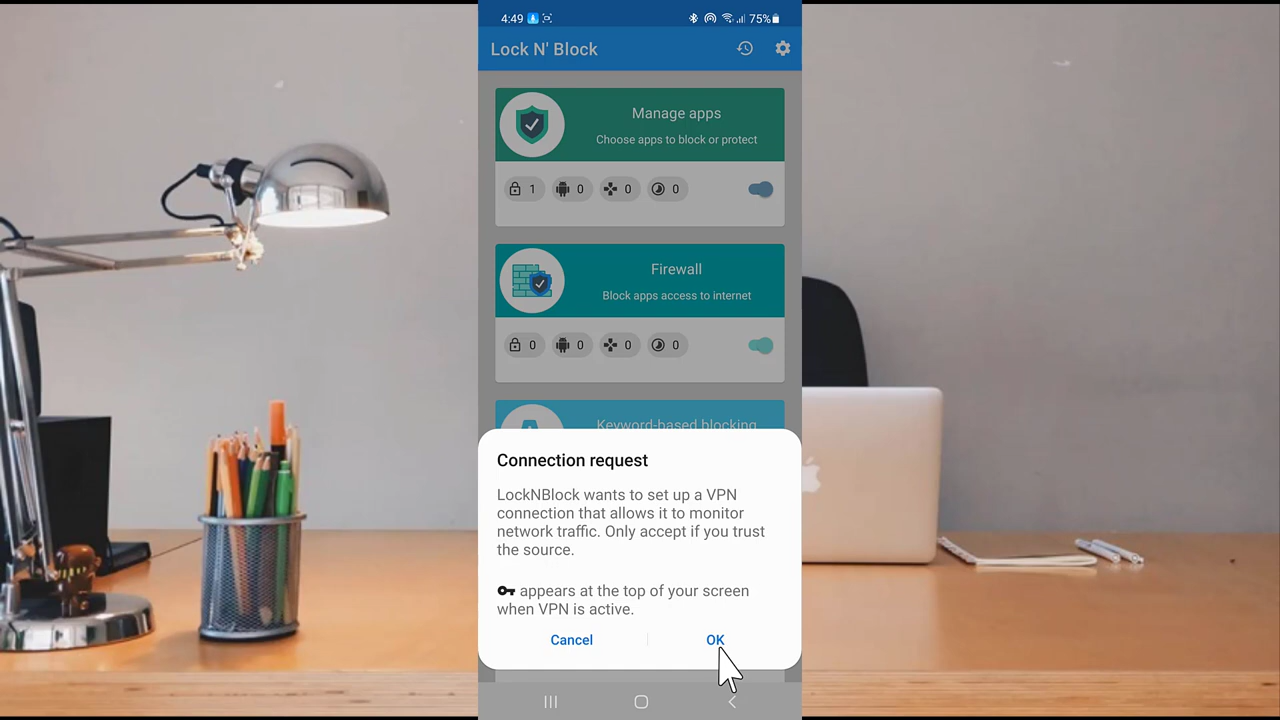 4:49 75%
Lock N' Block
Manage apps
Choose apps to block or protect
1 0 0 0
Firewall
Block apps access to internet
0 0 0 0
Keyword-based blocking
Connection request
LockNBlock wants to set up a VPN
connection that allows it to monitor
network traffic. Only accept if you trust
the source.
appears at the top of your screen
when VPN is active.
Cancel OK